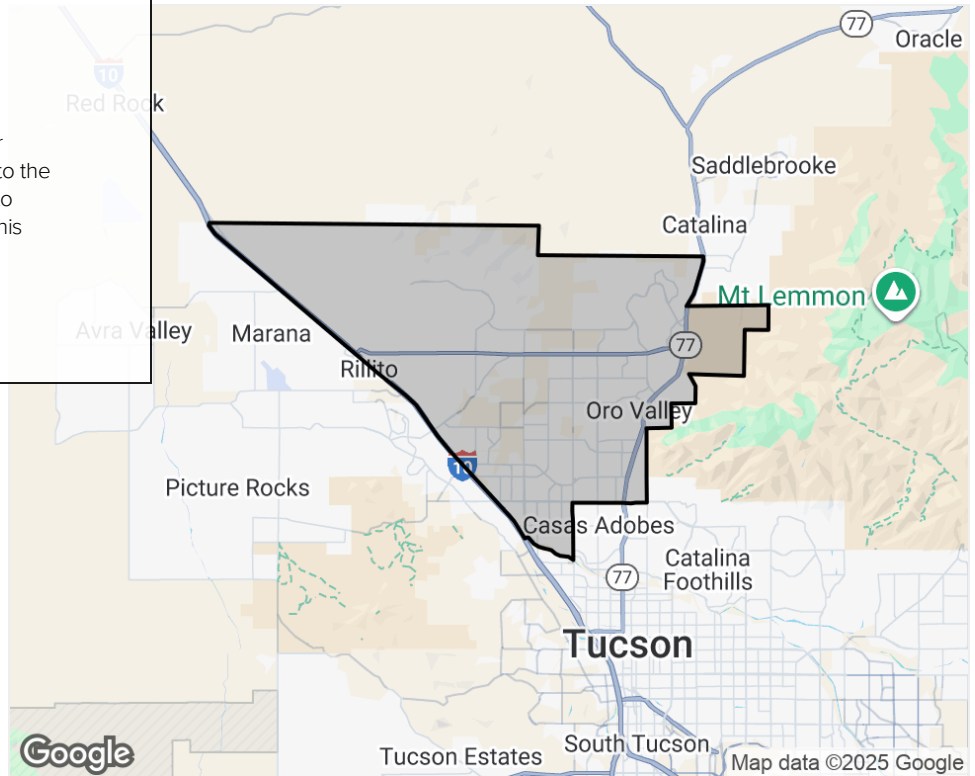 77
Oracle
10
Red Rock
to the
o
his
Saddlebrooke
Catalina
Mt Lemmon
Avra Valley
Marana
77
Rillito
Oro Valley
10
Picture Rocks
Casas Adobes
Catalina
Foothills
77
Tucson
Tucson Estates
South Tucson
Google
Map data ©2025 Google